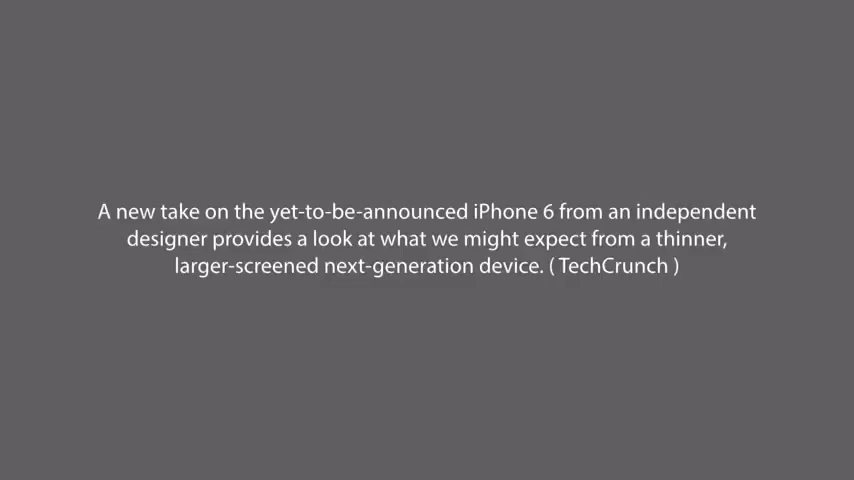 A new take on the yet-to-be-announced iPhone 6 from an independent
designer provides a look at what we might expect from a thinner,
larger-screened next-generation device. ( TechCrunch )